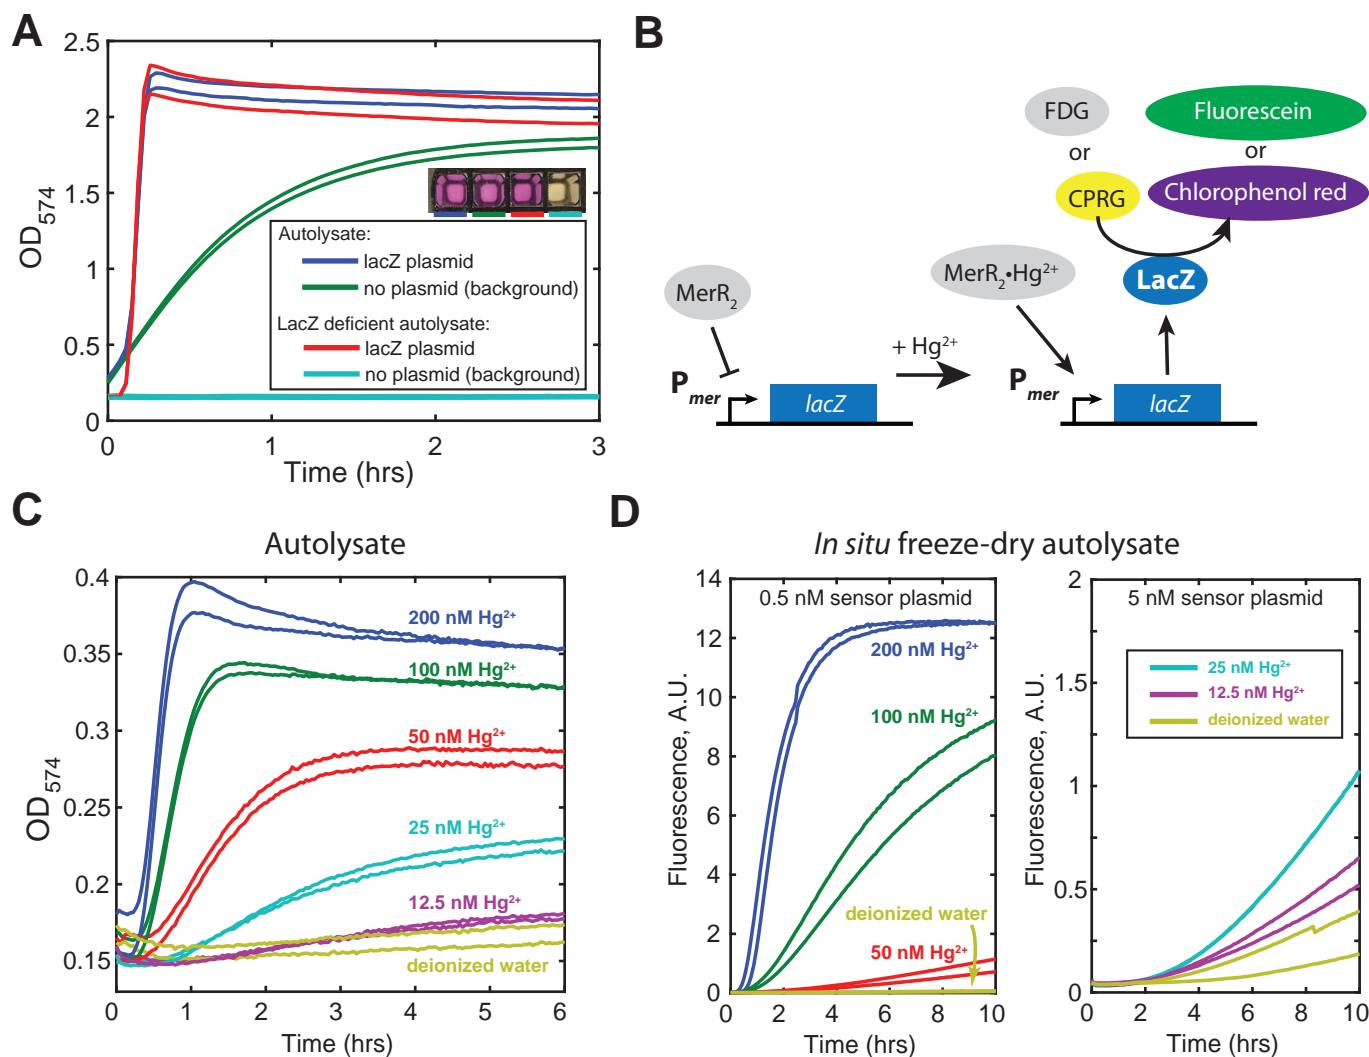 A
2.5
2
1.5
1
0.5
0
OD574
0
1
2
3
Time (hrs)
Autolysate:
lacZ plasmid
no plasmid (background)
LacZ deficient autolysate:
lacZ plasmid
no plasmid (background)
B
FDG
or
CPRG
Fluorescein
or
Chlorophenol red
MerR2
MerR2•Hg2+
LacZ
+ Hg2+
Pmer
lacZ
Pmer
lacZ
C
Autolysate
0.4
0.35
0.3
0.25
0.2
0.15
OD574
200 nM Hg2+
100 nM Hg2+
50 nM Hg2+
25 nM Hg2+
12.5 nM Hg2+
deionized water
0
1
2
3
4
5
6
Time (hrs)
D
In situ freeze-dry autolysate
14
12
10
8
6
4
2
0
Fluorescence, A.U.
0.5 nM sensor plasmid
200 nM Hg2+
100 nM Hg2+
deionized water
50 nM Hg2+
0
2
4
6
8
10
Time (hrs)
2
1.5
1
0.5
0
Fluorescence, A.U.
5 nM sensor plasmid
25 nM Hg2+
12.5 nM Hg2+
deionized water
0
2
4
6
8
10
Time (hrs)